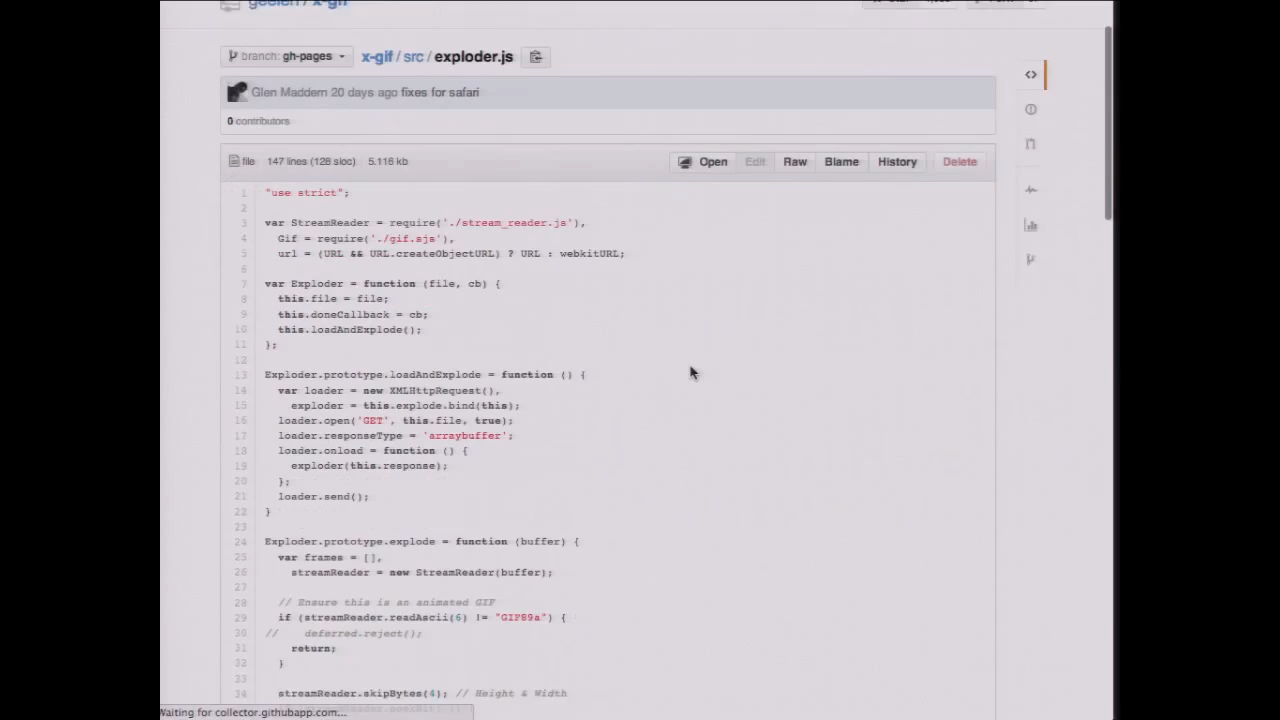 geelen / x-gif
branch: gh-pages
x-gif / src / exploder.js
Glen Maddern 20 days ago fixes for safari
0 contributors
file 147 lines (128 sloc) 5.116 kb Open Edit Raw Blame History Delete
1 "use strict";
2
3 var StreamReader = require('./stream_reader.js'),
4 Gif = require('./gif.sjs'),
5 url = (URL && URL.createObjectURL) ? URL : webkitURL;
6
7 var Exploder = function (file, cb) {
8 this.file = file;
9 this.doneCallback = cb;
10 this.loadAndExplode();
11 };
12
13 Exploder.prototype.loadAndExplode = function () {
14 var loader = new XMLHttpRequest(),
15 exploder = this.explode.bind(this);
16 loader.open('GET', this.file, true);
17 loader.responseType = 'arraybuffer';
18 loader.onload = function () {
19 exploder(this.response);
20 };
21 loader.send();
22 }
23
24 Exploder.prototype.explode = function (buffer) {
25 var frames = [],
26 streamReader = new StreamReader(buffer);
27
28 // Ensure this is an animated GIF
29 if (streamReader.readAscii(6) != "GIF89a") {
30 // deferred.reject();
31 return;
32 }
33
34 streamReader.skipBytes(4); // Height & Width
Waiting for collector.githubapp.com...